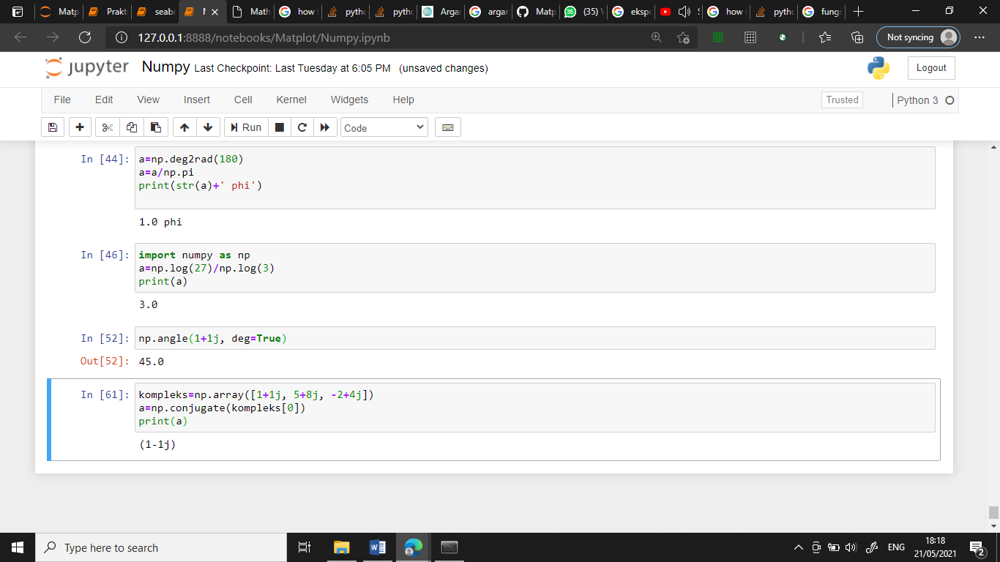 Matp
Prakt
seabo
N
Math
how
pytho
pytho
Argar
argar
Matp
(35)
ekspo
how
pytho
fungs
127.0.0.1:8888/notebooks/Matplot/Numpy.ipynb
Not syncing
jupyter Numpy Last Checkpoint: Last Tuesday at 6:05 PM (unsaved changes)
Logout
File Edit View Insert Cell Kernel Widgets Help
Trusted
Python 3
Run
Code
In [44]:
a=np.deg2rad(180)
a=a/np.pi
print(str(a)+' phi')
1.0 phi
In [46]:
import numpy as np
a=np.log(27)/np.log(3)
print(a)
3.0
In [52]:
np.angle(1+1j, deg=True)
Out[52]:
45.0
In [61]:
kompleks=np.array([1+1j, 5+8j, -2+4j])
a=np.conjugate(kompleks[0])
print(a)
(1-1j)
Type here to search
ENG
18:18
21/05/2021
2